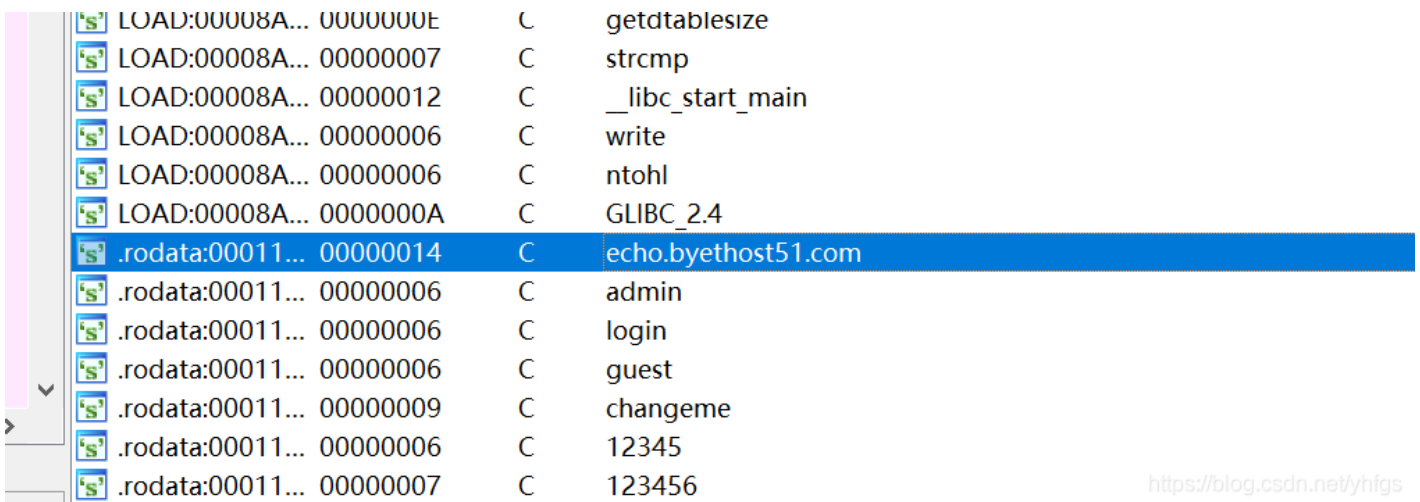 LOAD:00008A... 0000000E C getdtablesize
LOAD:00008A... 00000007 C strcmp
LOAD:00008A... 00000012 C __libc_start_main
LOAD:00008A... 00000006 C write
LOAD:00008A... 00000006 C ntohl
LOAD:00008A... 0000000A C GLIBC_2.4
.rodata:00011... 00000014 C echo.byethost51.com
.rodata:00011... 00000006 C admin
.rodata:00011... 00000006 C login
.rodata:00011... 00000006 C guest
.rodata:00011... 00000009 C changeme
.rodata:00011... 00000006 C 12345
.rodata:00011... 00000007 C 123456
https://blog.csdn.net/yhfgs